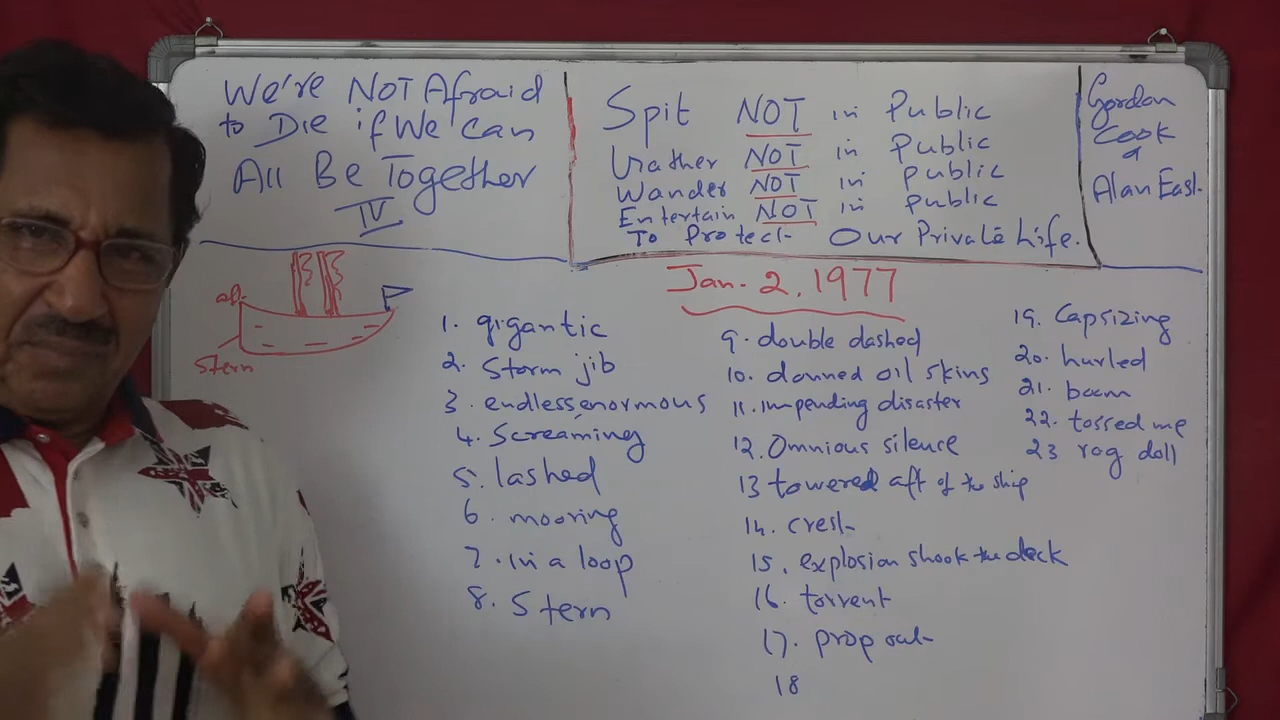 We're NOT Afraid
to Die if We Can
All Be Together
IV
Spit NOT in Public
Gather NOT in Public
Wander NOT in Public
Entertain NOT in Public
To Protect Our Private Life.
Gordon
Cook
&
Alan East.
aft.
Stern
Jan. 2. 1977
1. gigantic
2. Storm jib
3. endless, enormous
4. Screaming
5. lashed
6. mooring
7. in a loop
8. Stern
9. double dashed
10. donned oil skins
11. impending disaster
12. Omnious silence
13 towered aft of the ship
14. crest
15. explosion shook the deck
16. torrent
17. prop out
18
19. Capsizing
20. hurled
21. boom
22. tossed me
23 rag doll